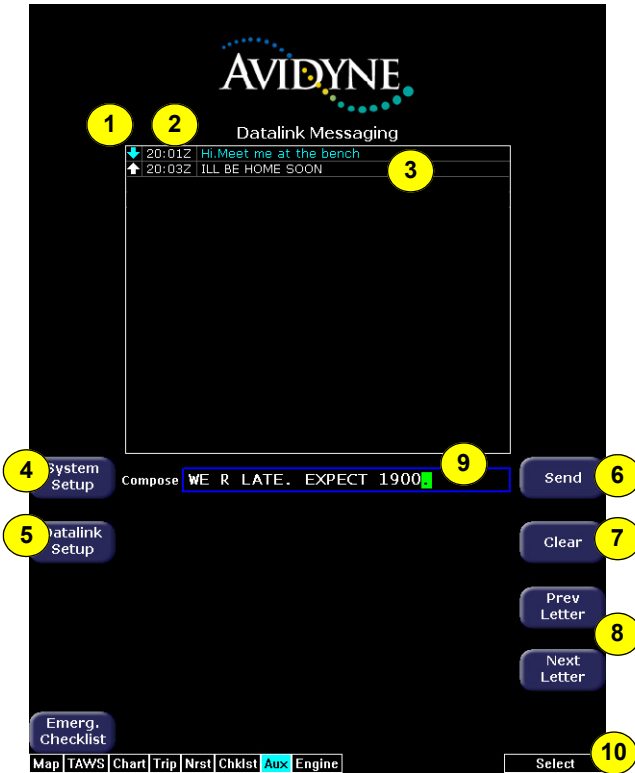 AVIDYNE
1
2
Datalink Messaging
20:01Z Hi.Meet me at the bench
20:03Z ILL BE HOME SOON
3
4
System
Setup
Compose WE R LATE. EXPECT 1900.
9
Send
6
5
Datalink
Setup
Clear
7
Prev
Letter
8
Next
Letter
Emerg.
Checklist
Map TAWS Chart Trip Nrst Chklst Aux Engine
Select
10